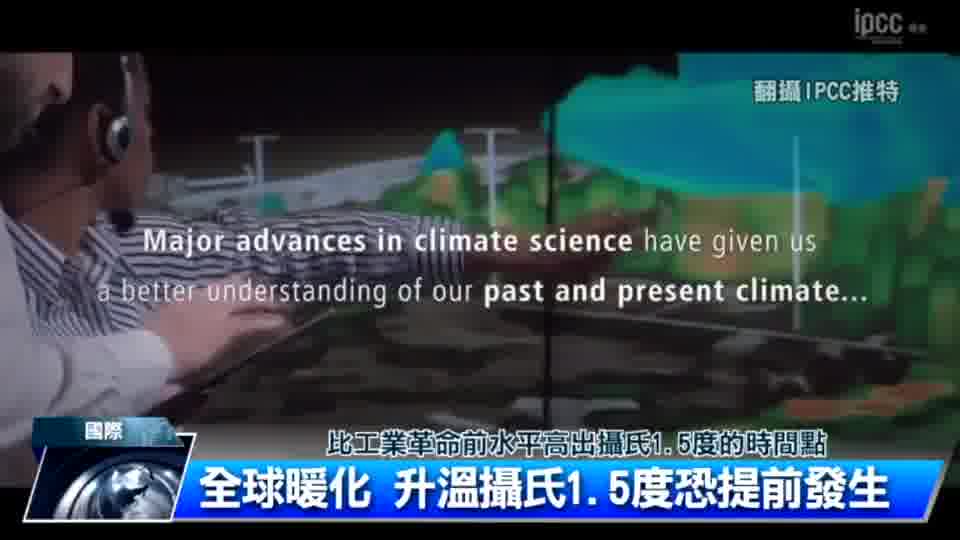 ipcc
翻攝IPCC推特
Major advances in climate science have given us
a better understanding of our past and present climate...
國際
比工業革命前水平高出攝氏1.5度的時間點
全球暖化 升溫攝氏1.5度恐提前發生